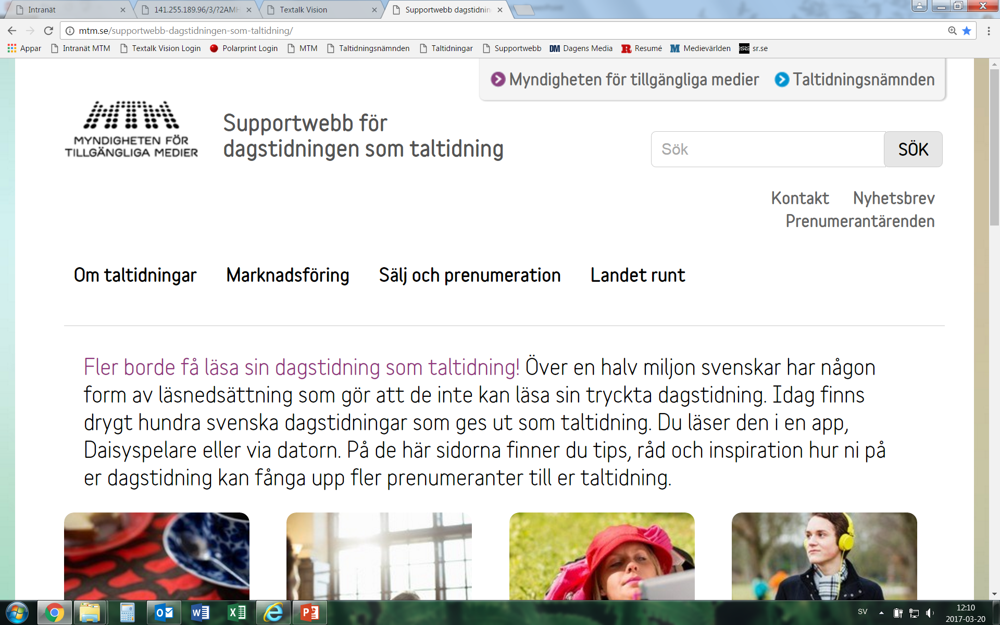 Intranät
141.255.189.96/3/?2AMH
Textalk Vision
Supportwebb dagstidnin
mtm.se/supportwebb-dagstidningen-som-taltidning/
Appar Intranät MTM Textalk Vision Login Polarprint Login MTM Taltidningsnämnden Taltidningar Supportwebb DM Dagens Media R Resumé M Medievärlden sr.se
Myndigheten för tillgängliga medier Taltidningsnämnden
MTM
MYNDIGHETEN FÖR
TILLGÄNGLIGA MEDIER
Supportwebb för
dagstidningen som taltidning
Sök SÖK
Kontakt Nyhetsbrev
Prenumerantärenden
Om taltidningar Marknadsföring Sälj och prenumeration Landet runt
Fler borde få läsa sin dagstidning som taltidning! Över en halv miljon svenskar har någon
form av läsnedsättning som gör att de inte kan läsa sin tryckta dagstidning. Idag finns
drygt hundra svenska dagstidningar som ges ut som taltidning. Du läser den i en app,
Daisyspelare eller via datorn. På de här sidorna finner du tips, råd och inspiration hur ni på
er dagstidning kan fånga upp fler prenumeranter till er taltidning.
SV
12:10
2017-03-20